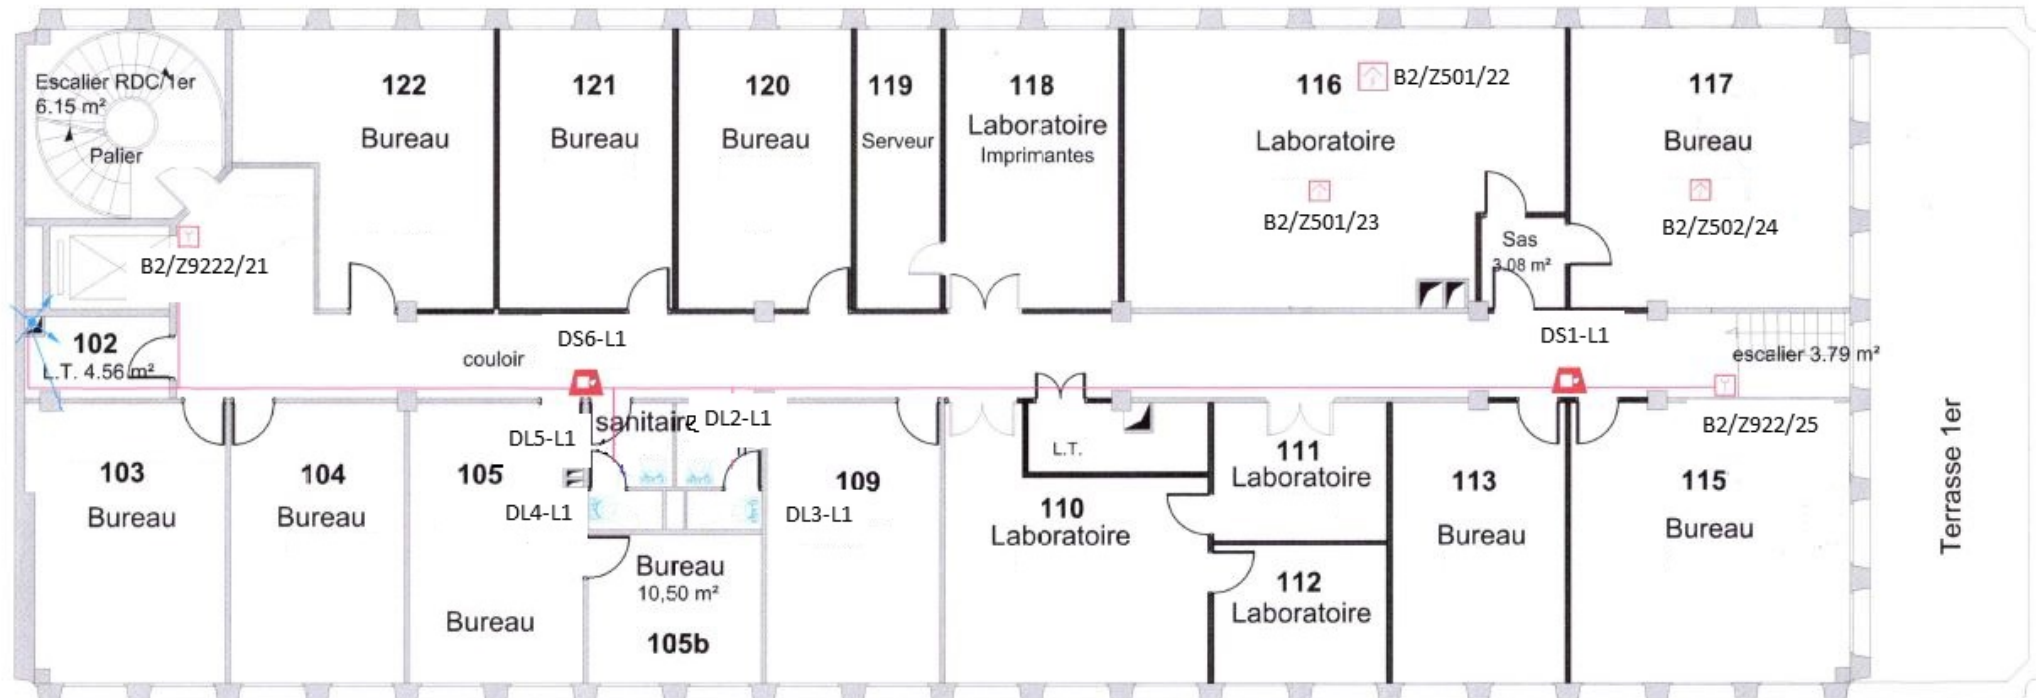 Escalier RDC/1er
6.15 m²
Palier
122
Bureau
121
Bureau
120
Bureau
119
Serveur
118
Laboratoire
Imprimantes
116
Laboratoire
B2/Z501/22
B2/Z501/23
117
Bureau
B2/Z502/24
Sas
3.08 m²
B2/Z9222/21
102
L.T. 4.56 m²
couloir
DS6-L1
DS1-L1
escalier 3.79 m²
B2/Z922/25
103
Bureau
104
Bureau
105
Bureau
sanitaire
DL5-L1
DL2-L1
DL4-L1
DL3-L1
Bureau
10,50 m²
105b
109
L.T.
110
Laboratoire
111
Laboratoire
112
Laboratoire
113
Bureau
115
Bureau
Terrasse 1er